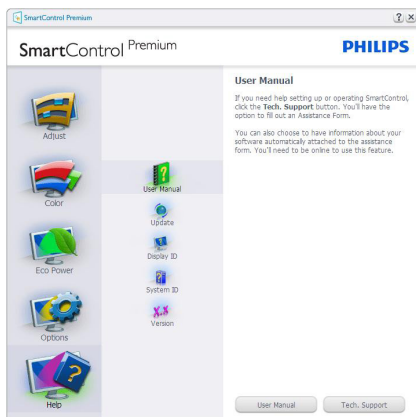 SmartControl Premium
SmartControl Premium
PHILIPS
Adjust
Color
Eco Power
Options
Help
User Manual
Update
Display ID
System ID
X.X
Version
User Manual
If you need help setting up or operating SmartControl,
click the Tech. Support button. You'll have the
option to fill out an Assistance Form.
You can also choose to have information about your
software automatically attached to the assistance
form. You'll need to be online to use this feature.
User Manual
Tech. Support